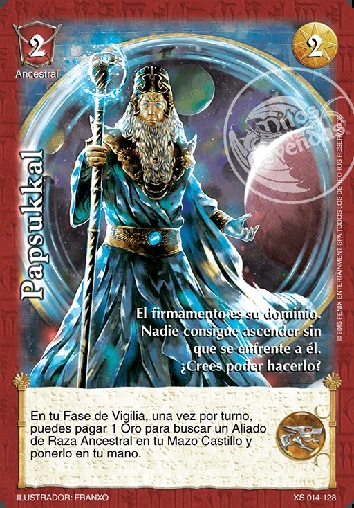 2
2
Ancestral
Papsukkal
El firmamento es su dominio.
Nadie consigue ascender sin
que se enfrente a él.
¿Crees poder hacerlo?
En tu Fase de Vigilia, una vez por turno,
puedes pagar 1 Oro para buscar un Aliado
de Raza Ancestral en tu Mazo Castillo y
ponerlo en tu mano.
ILUSTRADOR: FRANXO
XS 014-128